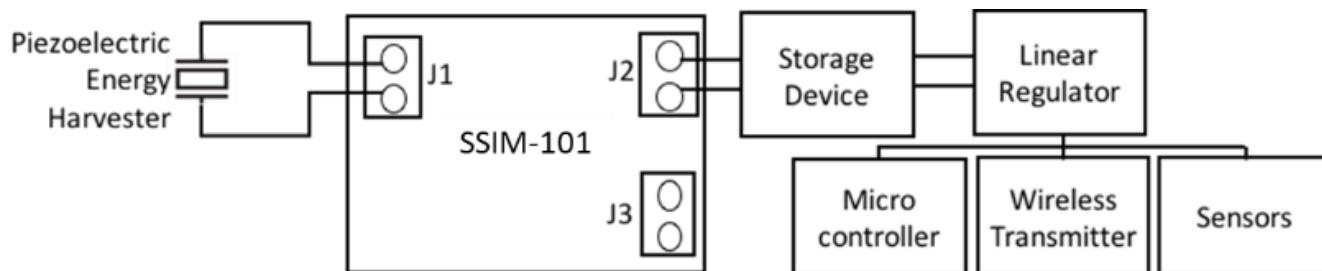 Piezoelectric
Energy
Harvester
J1
SSIM-101
J2
J3
Storage
Device
Linear
Regulator
Micro
controller
Wireless
Transmitter
Sensors